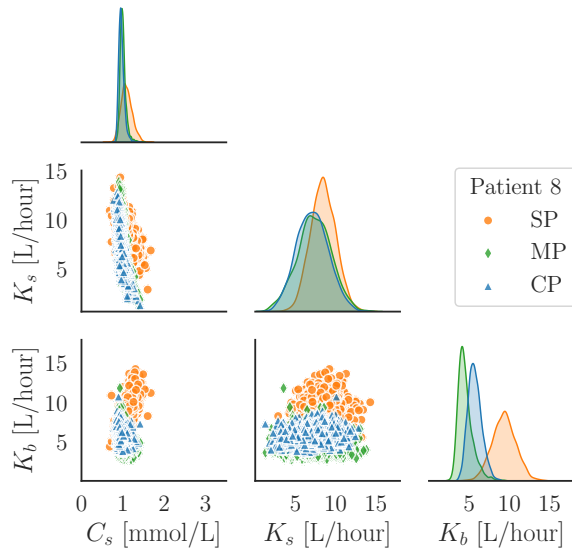 15
10
5
K_s [L/hour]
Patient 8
SP
MP
CP
15
10
5
K_b [L/hour]
0 1 2 3
5 10 15
5 10 15
C_s [mmol/L]
K_s [L/hour]
K_b [L/hour]